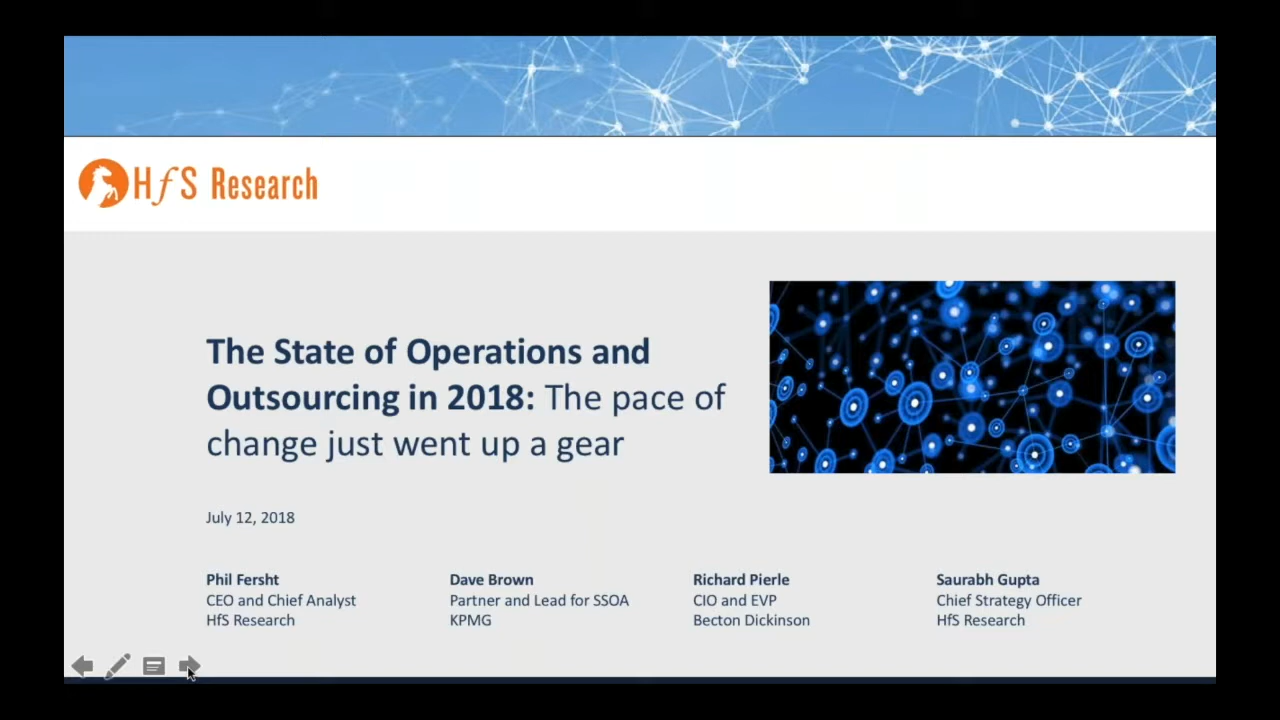 HfS Research
The State of Operations and
Outsourcing in 2018: The pace of
change just went up a gear
July 12, 2018
Phil Fersht
CEO and Chief Analyst
HfS Research
Dave Brown
Partner and Lead for SSOA
KPMG
Richard Pierle
CIO and EVP
Becton Dickinson
Saurabh Gupta
Chief Strategy Officer
HfS Research